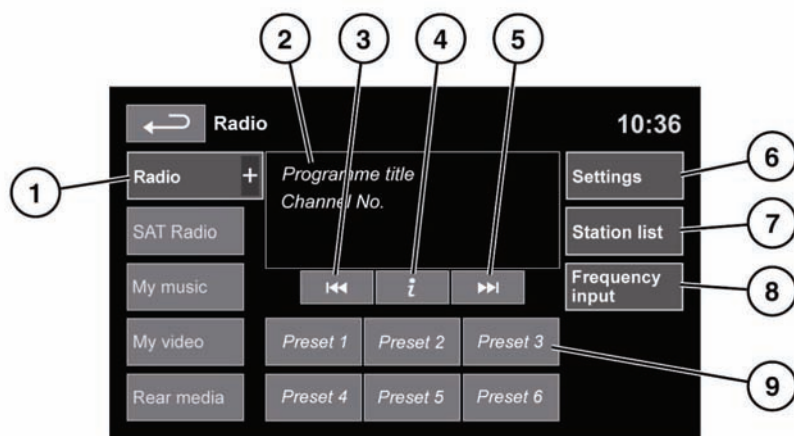 2
3
4
5
Radio
10:36
1
Radio +
Programme title
Channel No.
Settings
6
SAT Radio
Station list
7
My music
i
Frequency
input
8
My video
Preset 1
Preset 2
Preset 3
Rear media
Preset 4
Preset 5
Preset 6
9